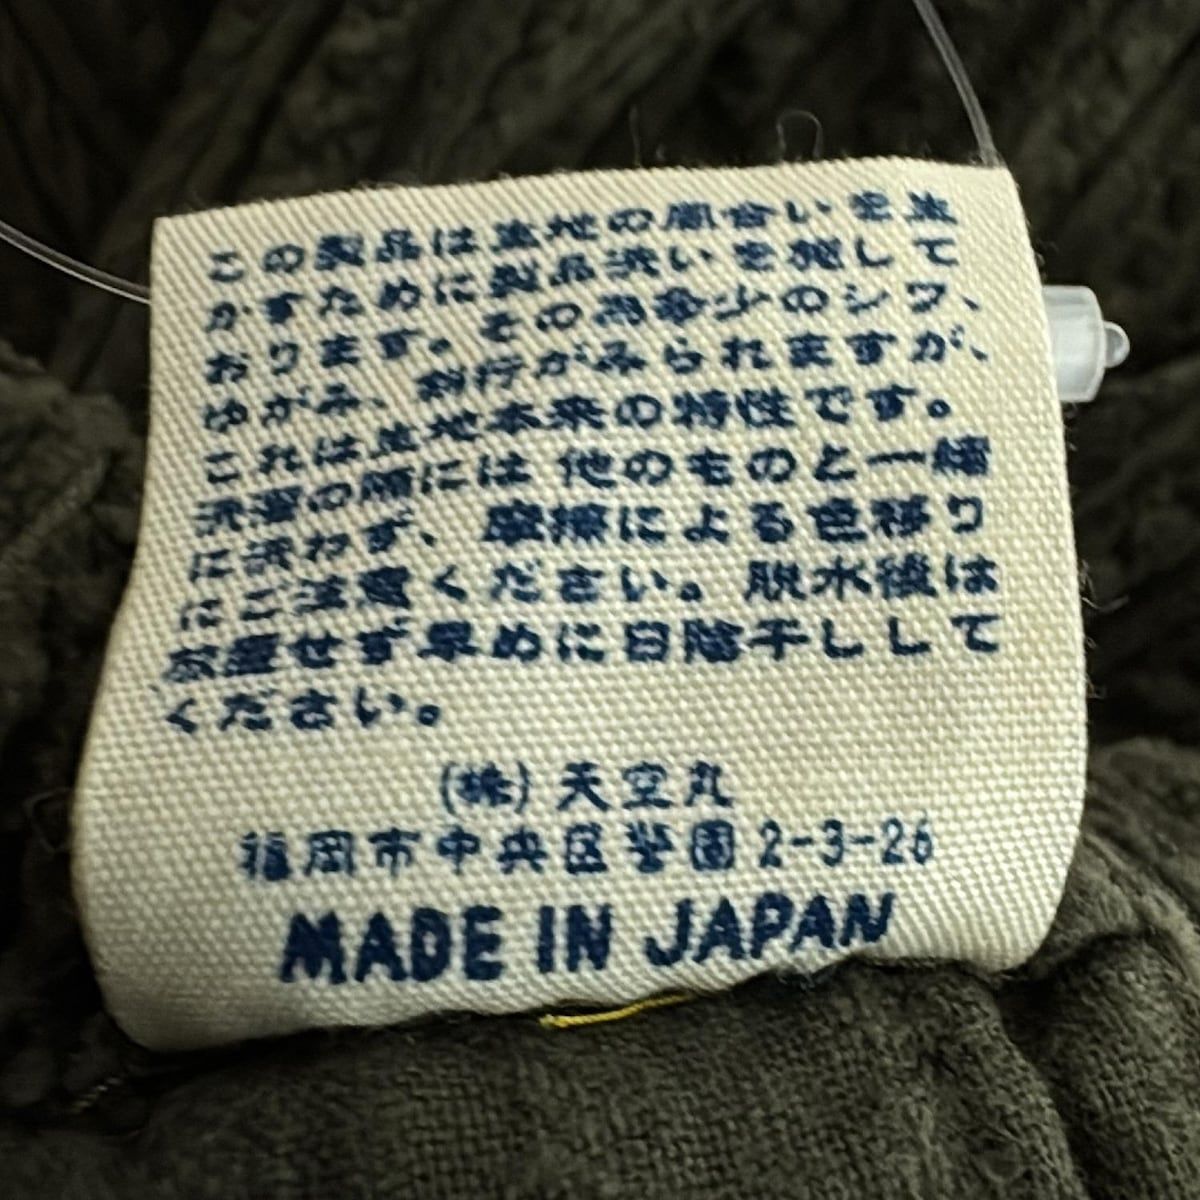 この製品は生地の風合いを生
かすために製品洗いを施して
おります。その為多少のシワ、
ゆがみ、斜行がみられますが、
これは生地本来の特性です。
洗濯の際には他のものと一緒
に洗わず、摩擦による色移り
にご注意ください。脱水後は
放置せず早めに日陰干しして
ください。
(株)天空丸
福岡市中央区警固2-3-26
MADE IN JAPAN